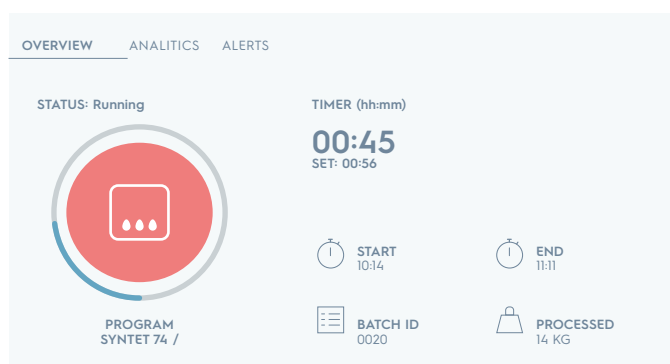 OVERVIEW ANALITICS ALERTS
STATUS: Running
TIMER (hh:mm)
00:45
SET: 00:56
START
10:14
END
11:11
PROGRAM
SYNTET 74 /
BATCH ID
0020
PROCESSED
14 KG